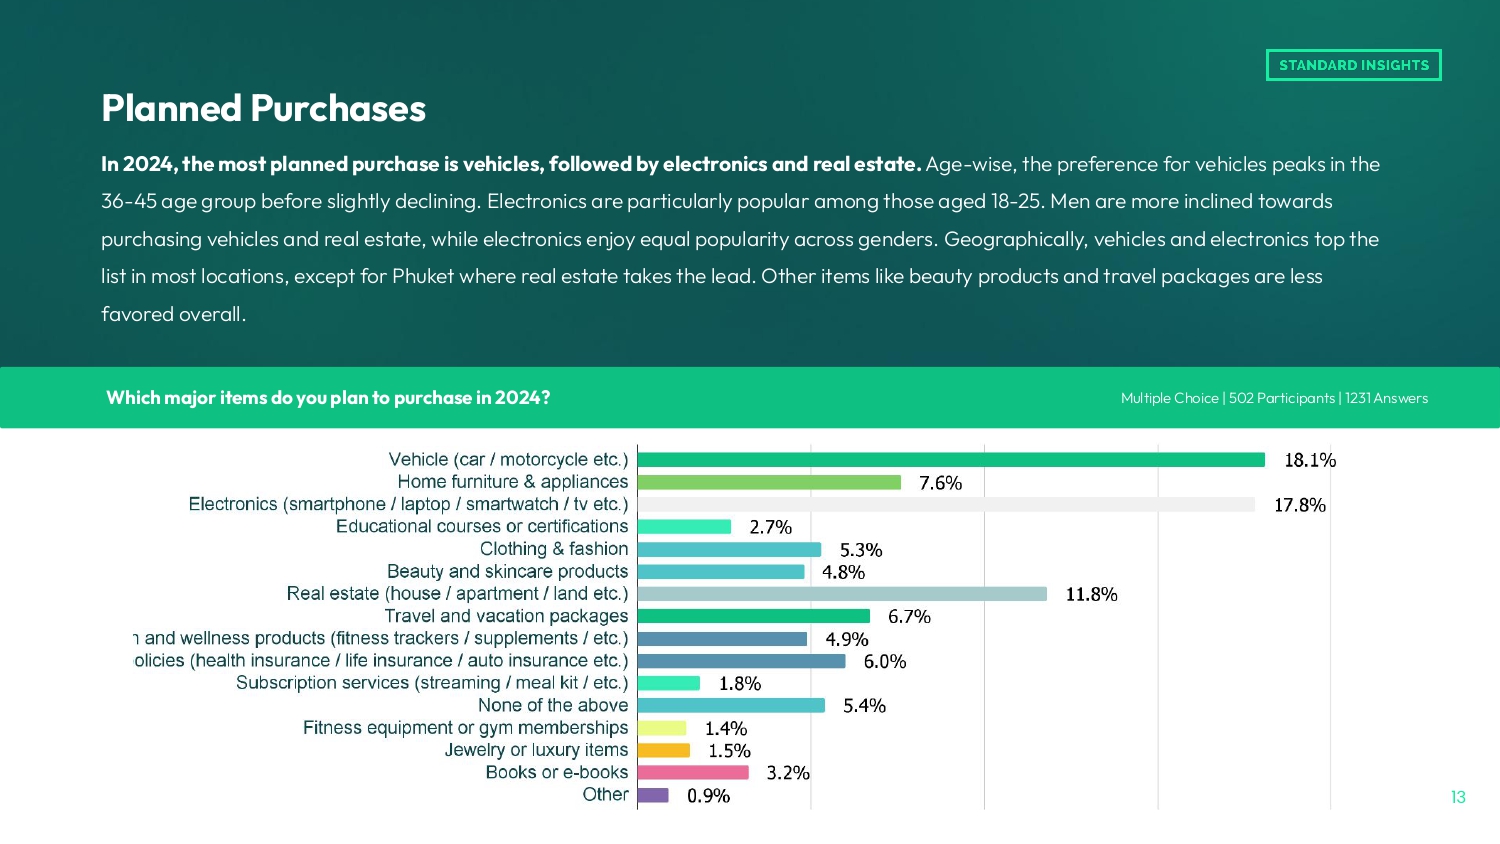 STANDARD INSIGHTS
Planned Purchases
In 2024, the most planned purchase is vehicles, followed by electronics and real estate. Age-wise, the preference for vehicles peaks in the
36-45 age group before slightly declining. Electronics are particularly popular among those aged 18-25. Men are more inclined towards
purchasing vehicles and real estate, while electronics enjoy equal popularity across genders. Geographically, vehicles and electronics top the
list in most locations, except for Phuket where real estate takes the lead. Other items like beauty products and travel packages are less
favored overall.
Which major items do you plan to purchase in 2024?
Multiple Choice | 502 Participants | 1231 Answers
Vehicle (car / motorcycle etc.) 18.1%
Home furniture & appliances 7.6%
Electronics (smartphone / laptop / smartwatch / tv etc.) 17.8%
Educational courses or certifications 2.7%
Clothing & fashion 5.3%
Beauty and skincare products 4.8%
Real estate (house / apartment / land etc.) 11.8%
Travel and vacation packages 6.7%
and wellness products (fitness trackers / supplements / etc.) 4.9%
olicies (health insurance / life insurance / auto insurance etc.) 6.0%
Subscription services (streaming / meal kit / etc.) 1.8%
None of the above 5.4%
Fitness equipment or gym memberships 1.4%
Jewelry or luxury items 1.5%
Books or e-books 3.2%
Other 0.9%
13